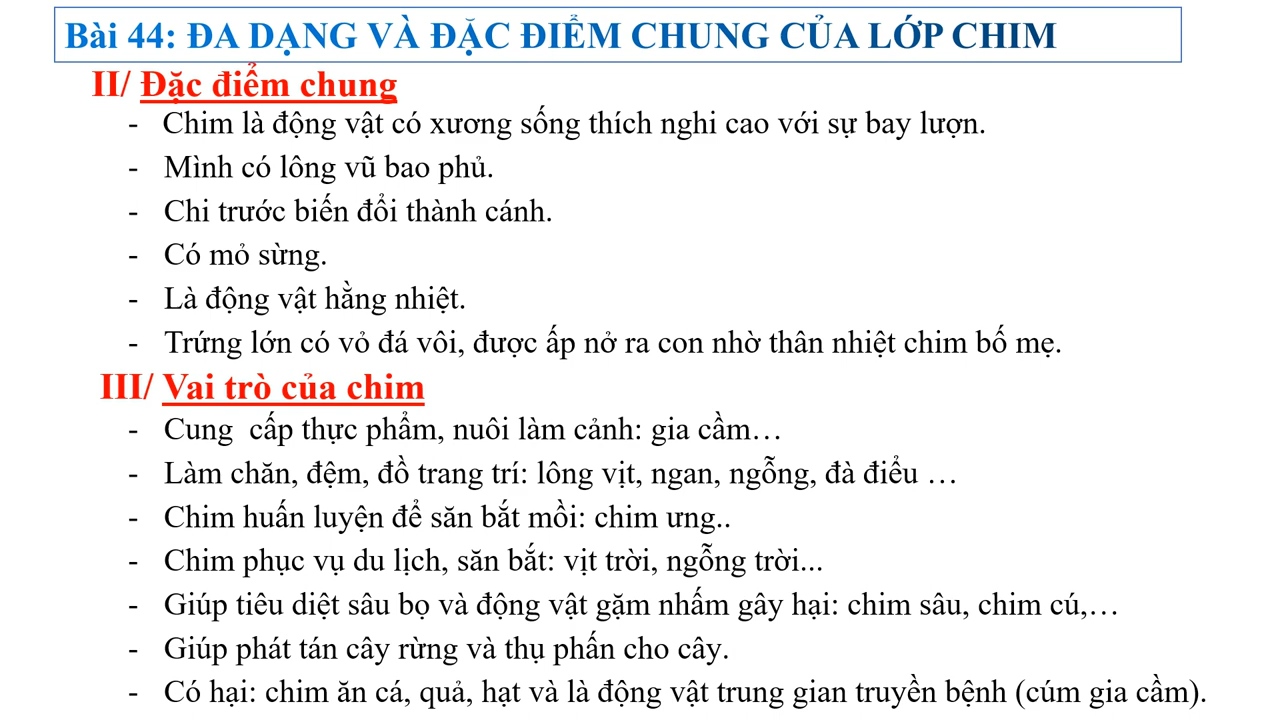 Bài 44: ĐA DẠNG VÀ ĐẶC ĐIỂM CHUNG CỦA LỚP CHIM
II/ Đặc điểm chung
- Chim là động vật có xương sống thích nghi cao với sự bay lượn.
- Mình có lông vũ bao phủ.
- Chi trước biến đổi thành cánh.
- Có mỏ sừng.
- Là động vật hằng nhiệt.
- Trứng lớn có vỏ đá vôi, được ấp nở ra con nhờ thân nhiệt chim bố mẹ.
III/ Vai trò của chim
- Cung cấp thực phẩm, nuôi làm cảnh: gia cầm…
- Làm chăn, đệm, đồ trang trí: lông vịt, ngan, ngỗng, đà điểu …
- Chim huấn luyện để săn bắt mồi: chim ưng..
- Chim phục vụ du lịch, săn bắt: vịt trời, ngỗng trời...
- Giúp tiêu diệt sâu bọ và động vật gặm nhấm gây hại: chim sâu, chim cú,…
- Giúp phát tán cây rừng và thụ phấn cho cây.
- Có hại: chim ăn cá, quả, hạt và là động vật trung gian truyền bệnh (cúm gia cầm).